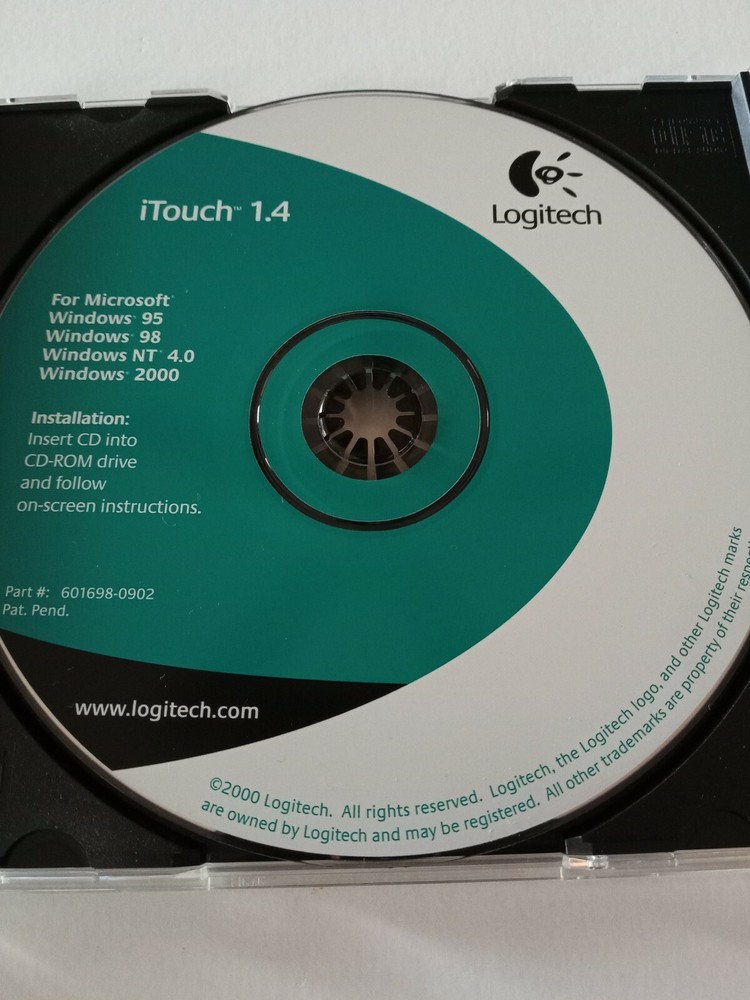 DISC
DIGITAL AUDIO
Logitech
iTouch™ 1.4
For Microsoft®
Windows® 95
Windows® 98
Windows NT® 4.0
Windows® 2000
Installation:
Insert CD into
CD-ROM drive
and follow
on-screen instructions.
Part #: 601698-0902
Pat. Pend.
www.logitech.com
©2000 Logitech. All rights reserved. Logitech, the Logitech logo, and other Logitech marks
are owned by Logitech and may be registered. All other trademarks are property of their